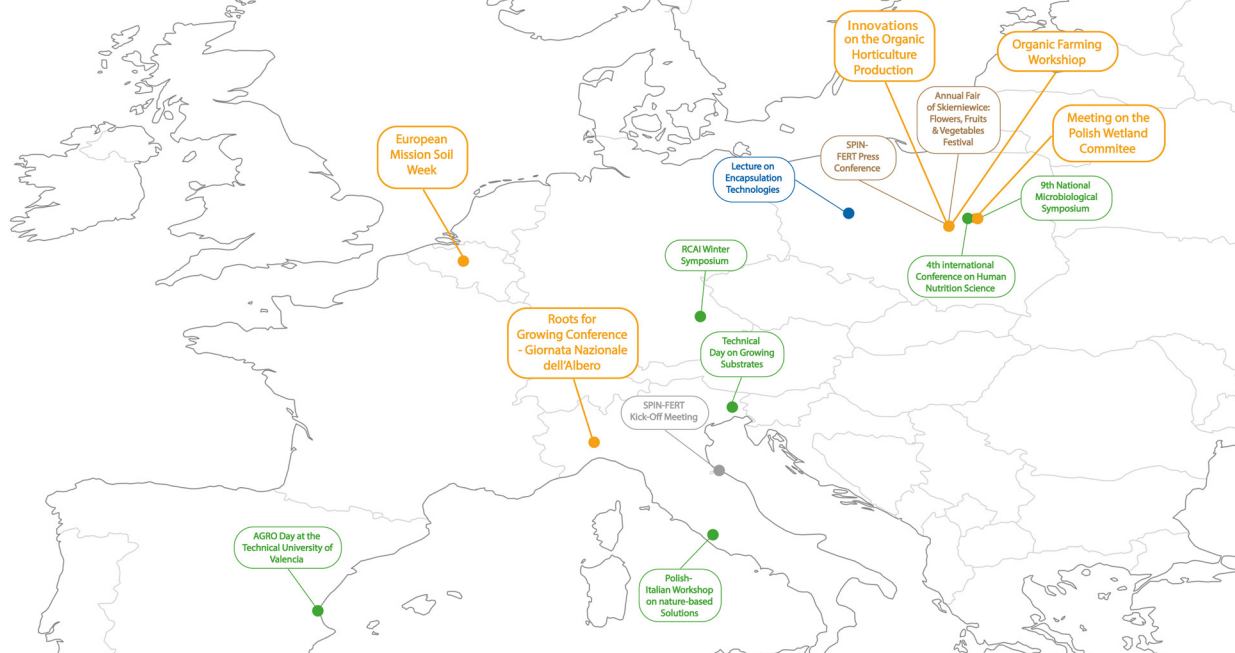 Innovations
on the Organic
Horticulture
Production
Organic Farming
Workshiop
Annual Fair
of Skierniewice:
Flowers, Fruits
& Vegetables
Festival
Meeting on the
Polish Wetland
Commitee
European
Mission Soil
Week
SPIN-
FERT Press
Conference
Lecture on
Encapsulation
Technologies
9th National
Microbiological
Symposium
RCAI Winter
Symposium
4th international
Conference on Human
Nutrition Science
Roots for
Growing Conference
- Giornata Nazionale
dell'Albero
Technical
Day on Growing
Substrates
SPIN-FERT
Kick-Off Meeting
AGRO Day at the
Technical University of
Valencia
Polish-
Italian Workshop
on nature-based
Solutions